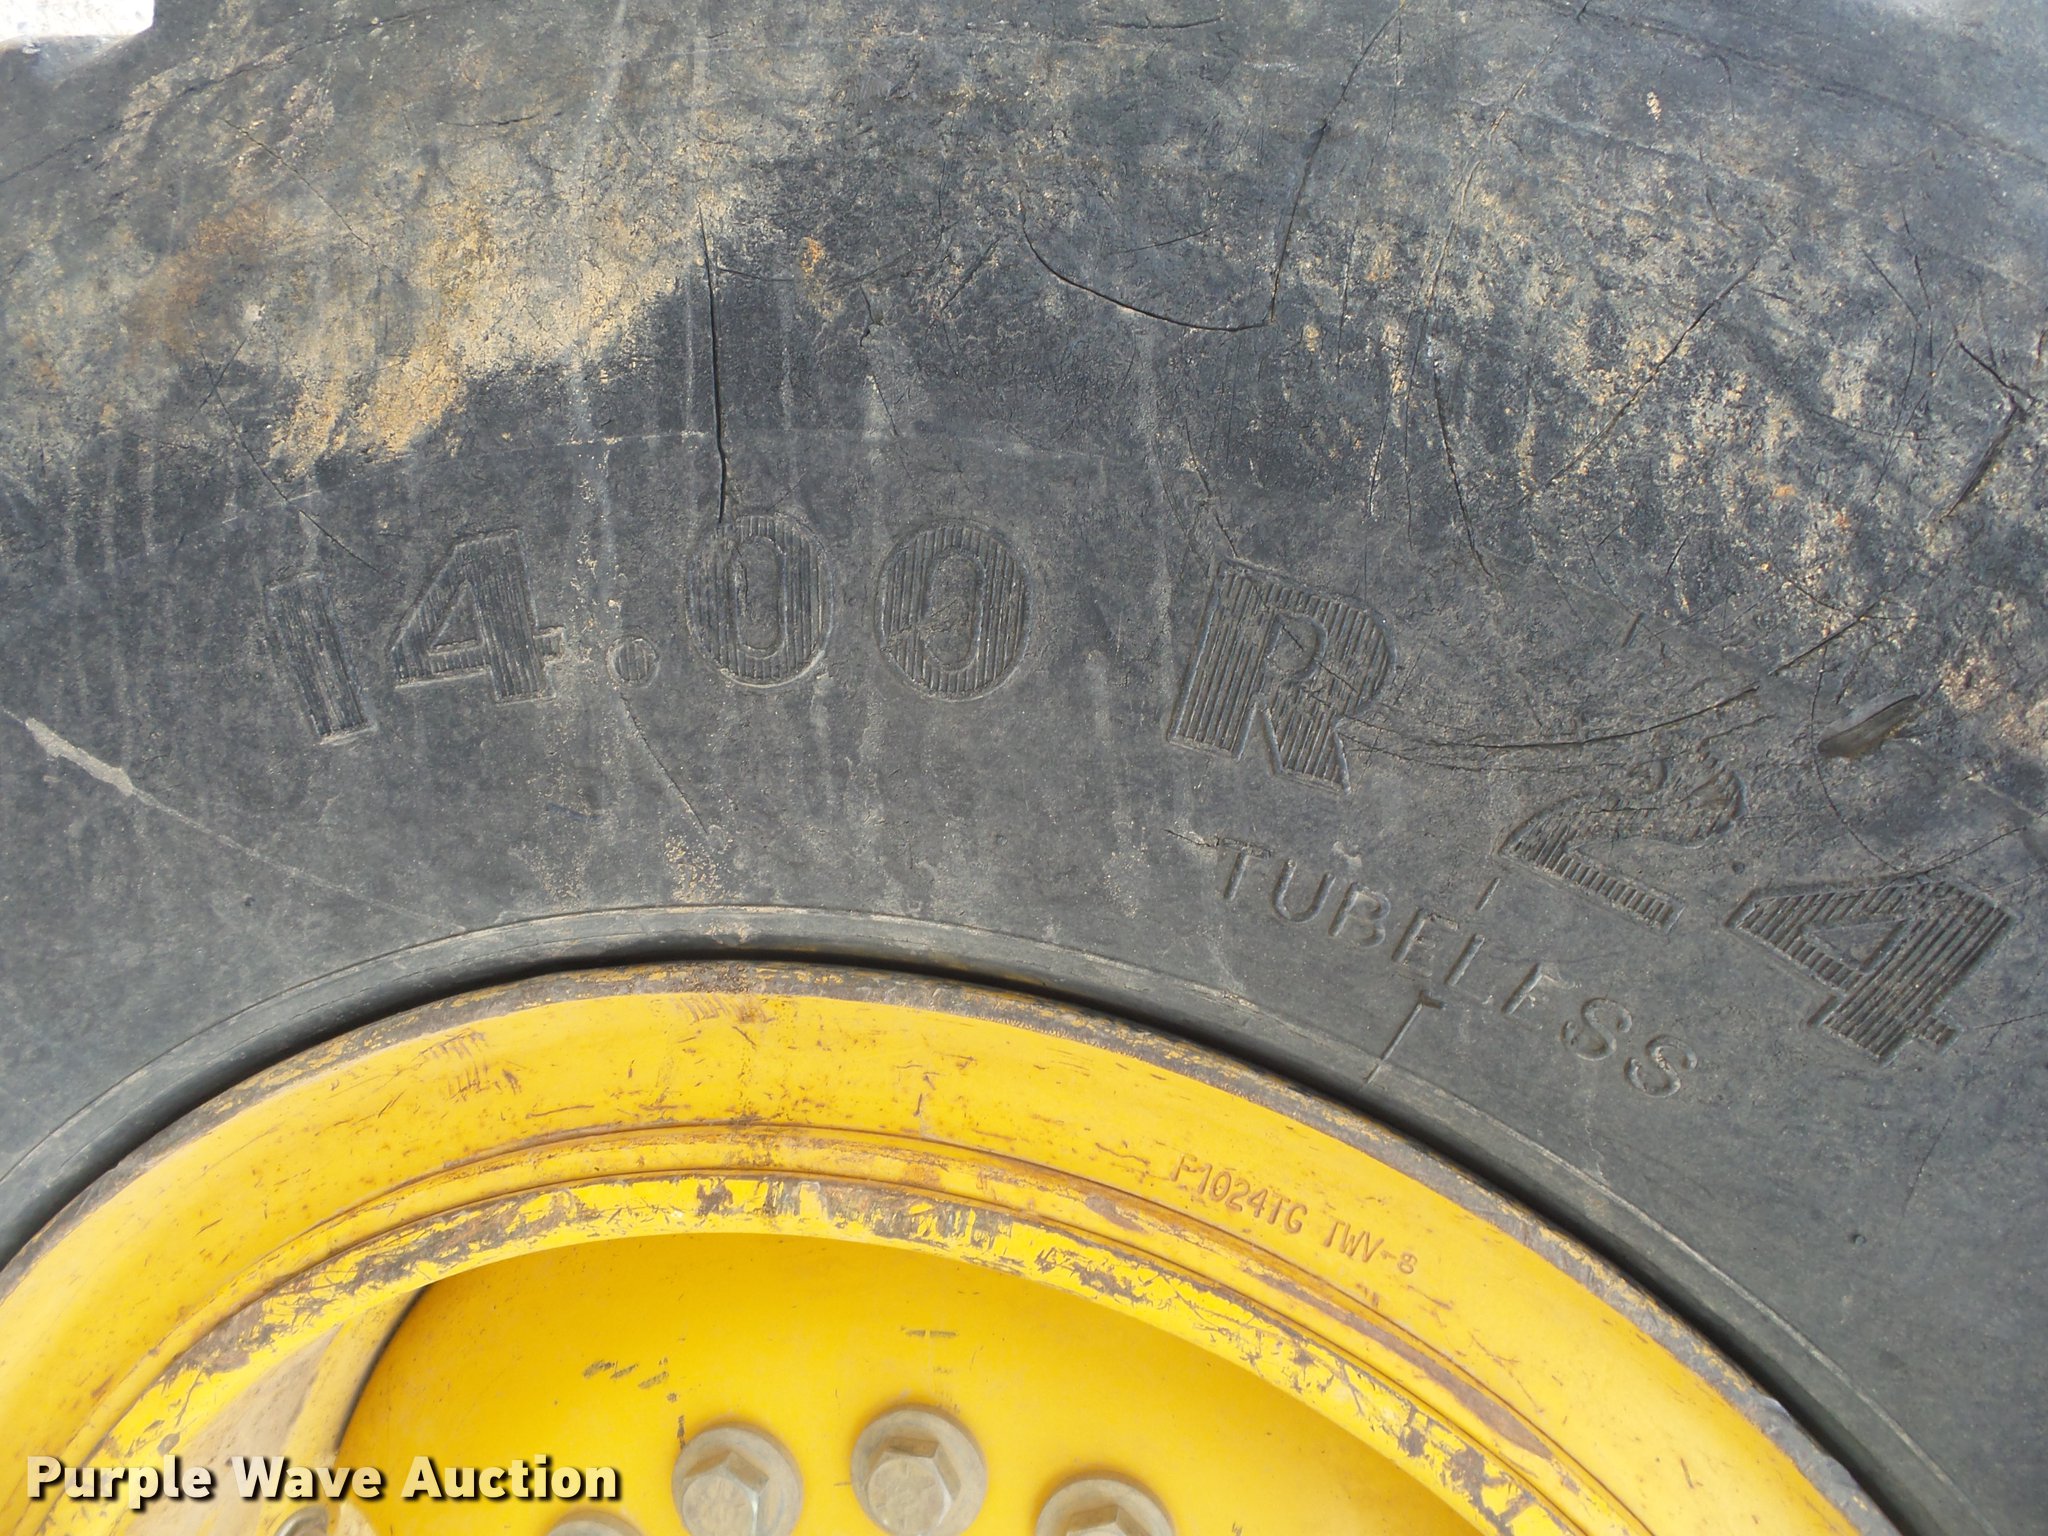 14.00 R 24
TUBELESS
F1024TG TWV-8
Purple Wave Auction